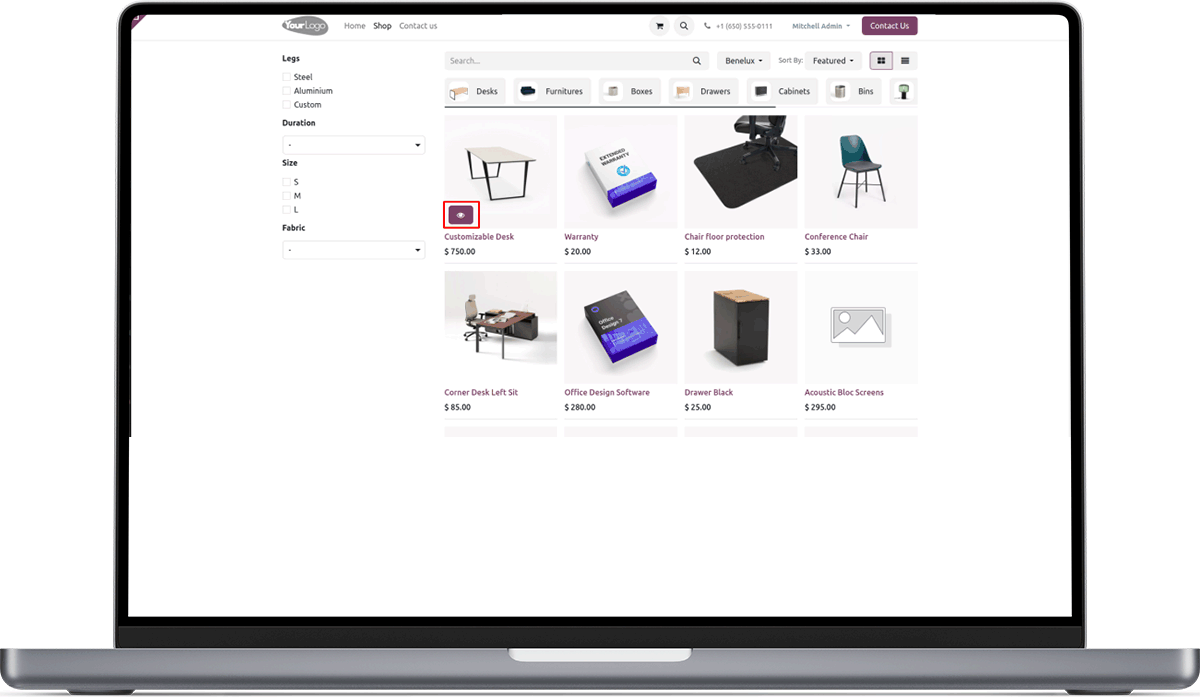 YourLogo
Home Shop Contact us
+1 (650) 555-0111
Mitchell Admin
Contact Us
Legs
Steel
Aluminium
Custom
Duration
-
Size
S
M
L
Fabric
-
Search...
Benelux
Sort By: Featured
Desks Furnitures Boxes Drawers Cabinets Bins
EXTENDED
WARRANTY
Customizable Desk
$ 750.00
Warranty
$ 20.00
Chair floor protection
$ 12.00
Conference Chair
$ 33.00
Office
Design 7
Corner Desk Left Sit
$ 85.00
Office Design Software
$ 280.00
Drawer Black
$ 25.00
Acoustic Bloc Screens
$ 295.00